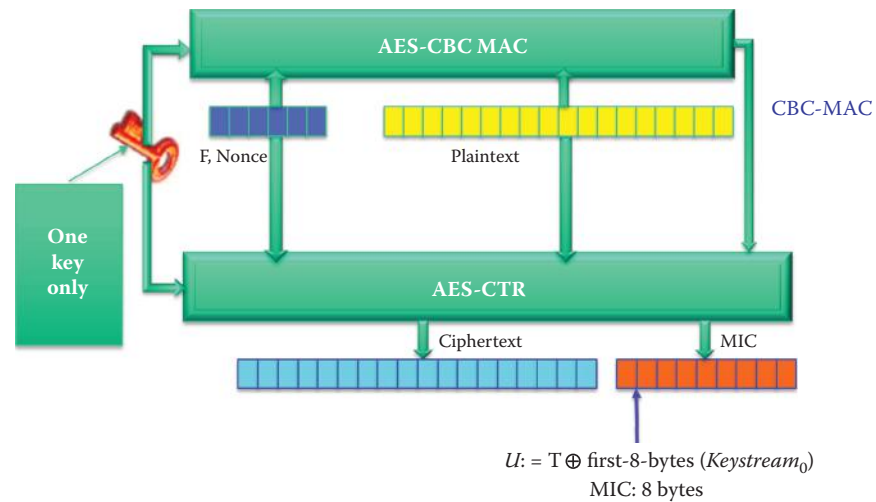 AES-CBC MAC
CBC-MAC
F, Nonce
Plaintext
One
key
only
AES-CTR
Ciphertext
MIC
U: = T ⊕ first-8-bytes (Keystream₀)
MIC: 8 bytes